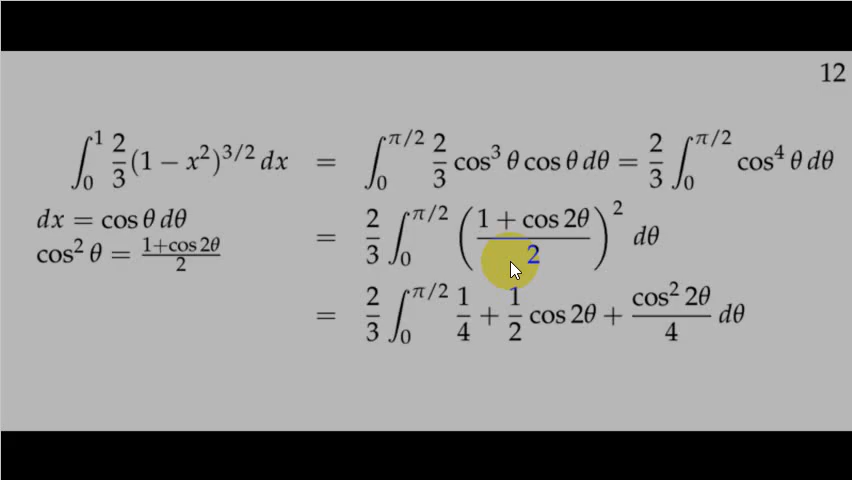 12
∫₀¹ 2/3 (1 − x²)^{3/2} dx = ∫₀^{π/2} 2/3 cos³ θ cos θ dθ = 2/3 ∫₀^{π/2} cos⁴ θ dθ
dx = cos θ dθ
cos² θ = (1+cos 2θ)/2
= 2/3 ∫₀^{π/2} ((1 + cos 2θ)/2)² dθ
= 2/3 ∫₀^{π/2} 1/4 + 1/2 cos 2θ + (cos² 2θ)/4 dθ